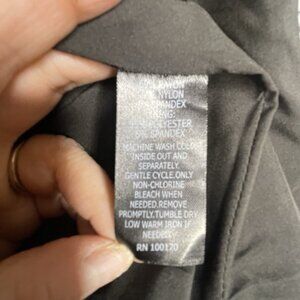 RAYON
NYLON
SPANDEX
POLYESTER
SPANDEX
MACHINE WASH COLD
INSIDE OUT AND
SEPARATELY.
GENTLE CYCLE.ONLY
NON-CHLORINE
BLEACH WHEN
NEEDED.REMOVE
PROMPTLY.TUMBLE DRY
LOW WARM IRON IF
NEEDED.
RN 100170